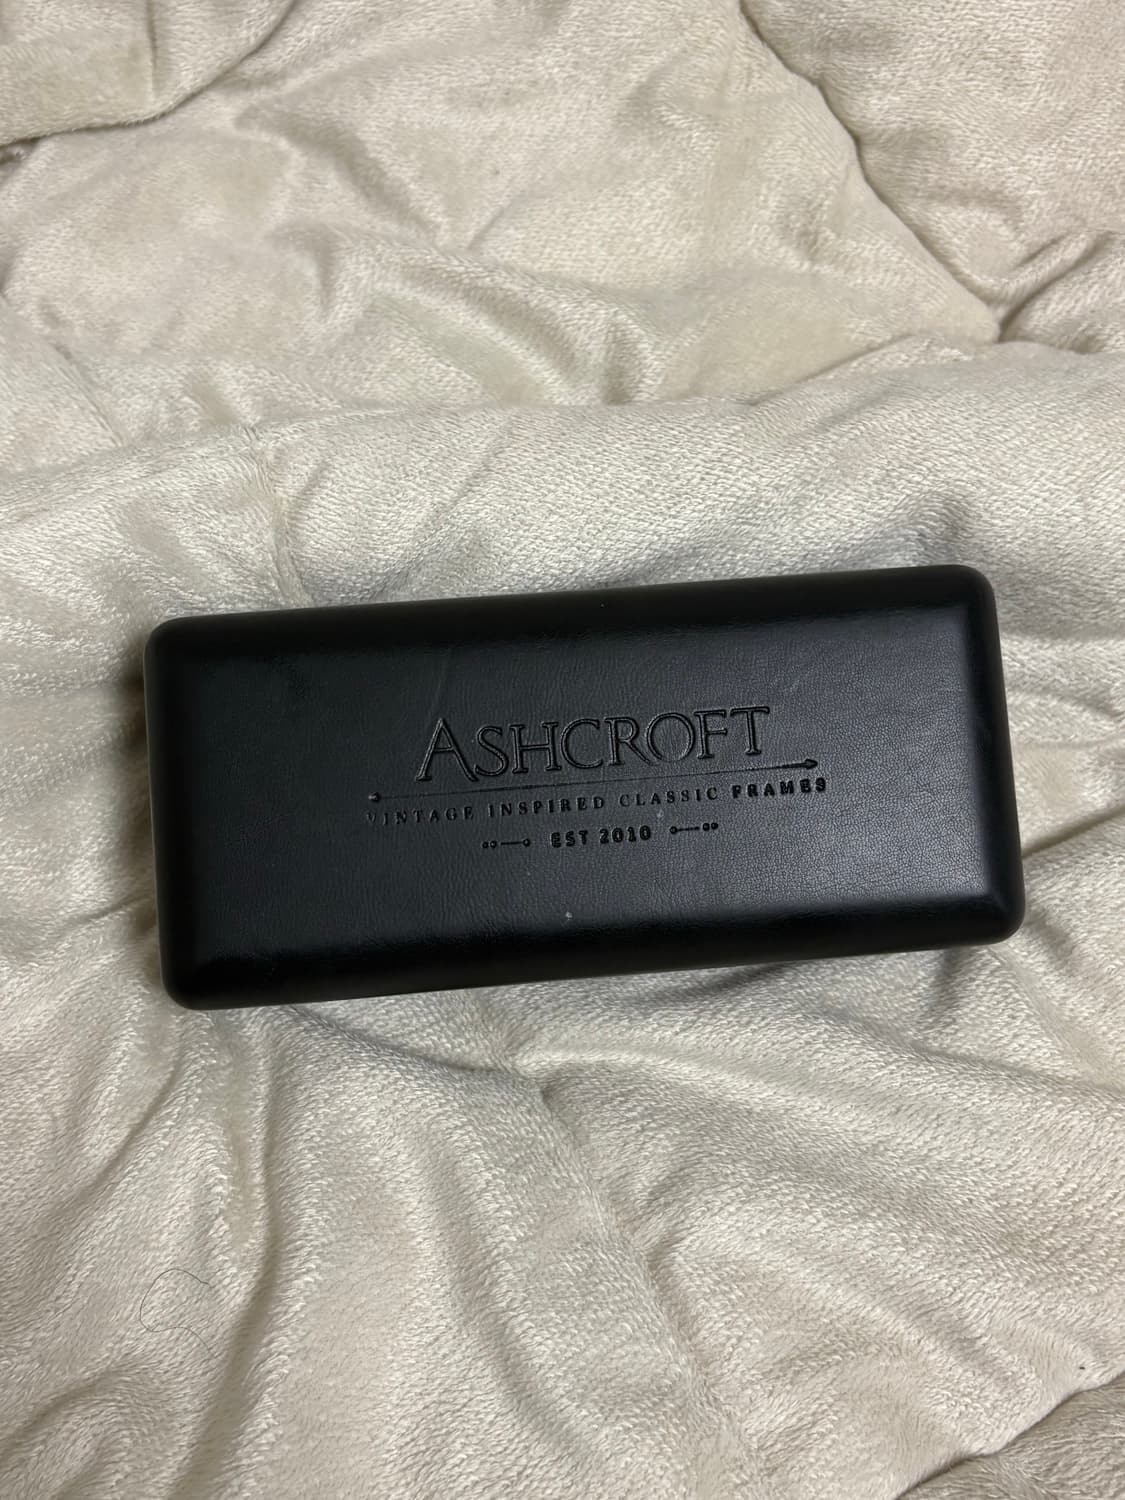 ASHCROFT
VINTAGE INSPIRED CLASSIC FRAMES
EST 2010